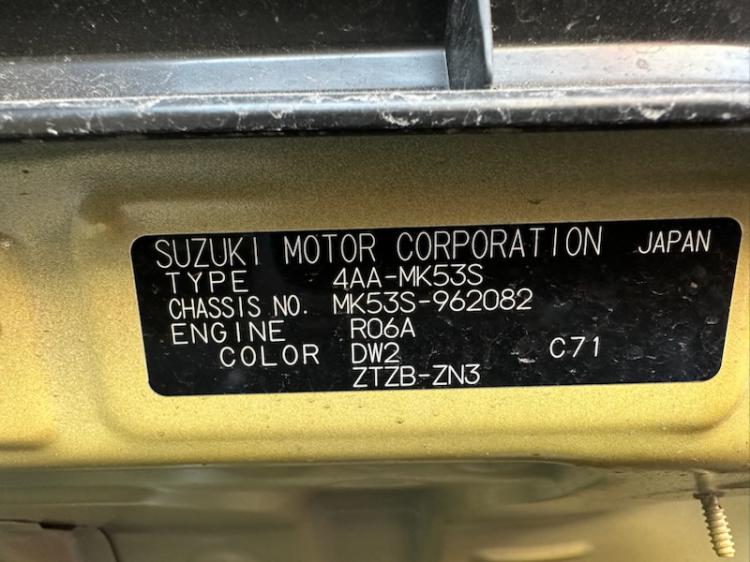 SUZUKI MOTOR CORPORATION JAPAN
TYPE 4AA-MK53S
CHASSIS NO. MK53S-962082
ENGINE R06A
COLOR DW2 C71
ZTZB-ZN3